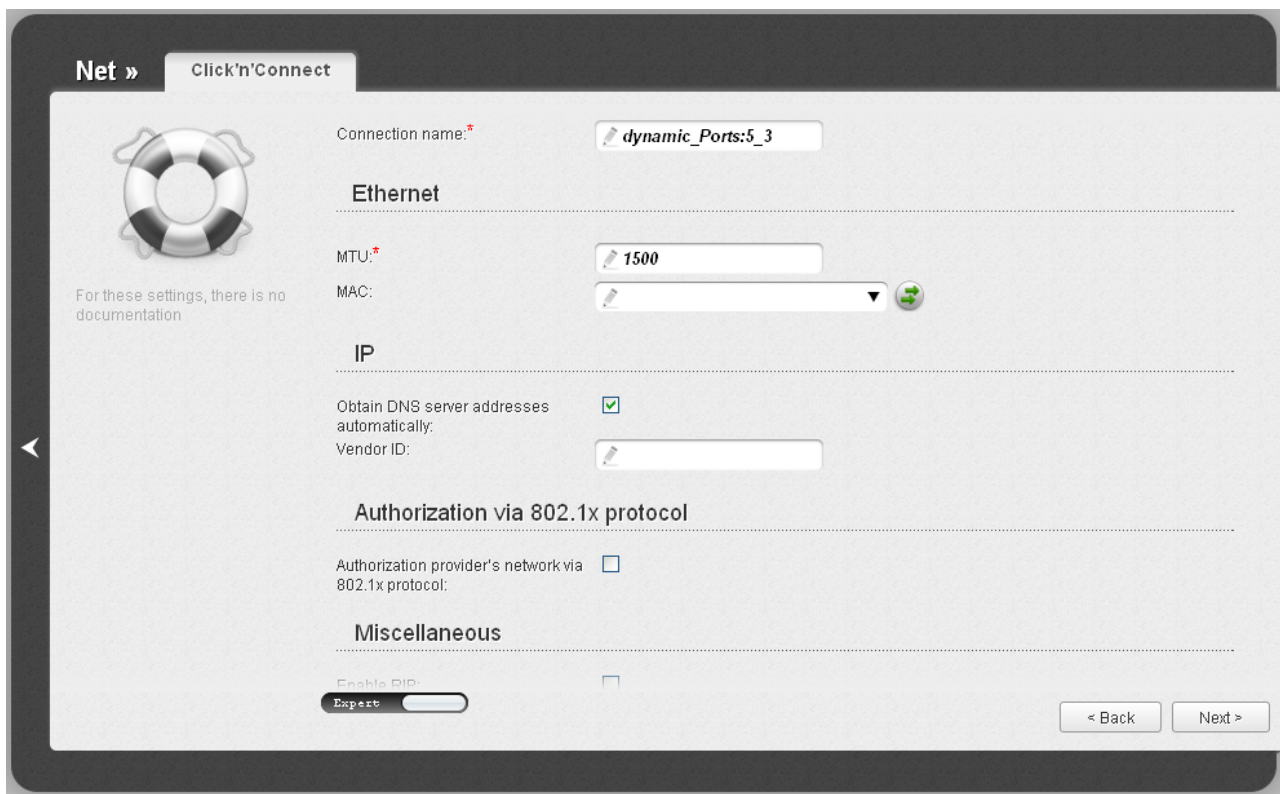 Net »
Click'n'Connect
For these settings, there is no
documentation
Connection name:*
dynamic_Ports:5_3
Ethernet
MTU:*
1500
MAC:
IP
Obtain DNS server addresses
automatically:
Vendor ID:
Authorization via 802.1x protocol
Authorization provider's network via
802.1x protocol:
Miscellaneous
Enable RIP:
Expert
< Back
Next >